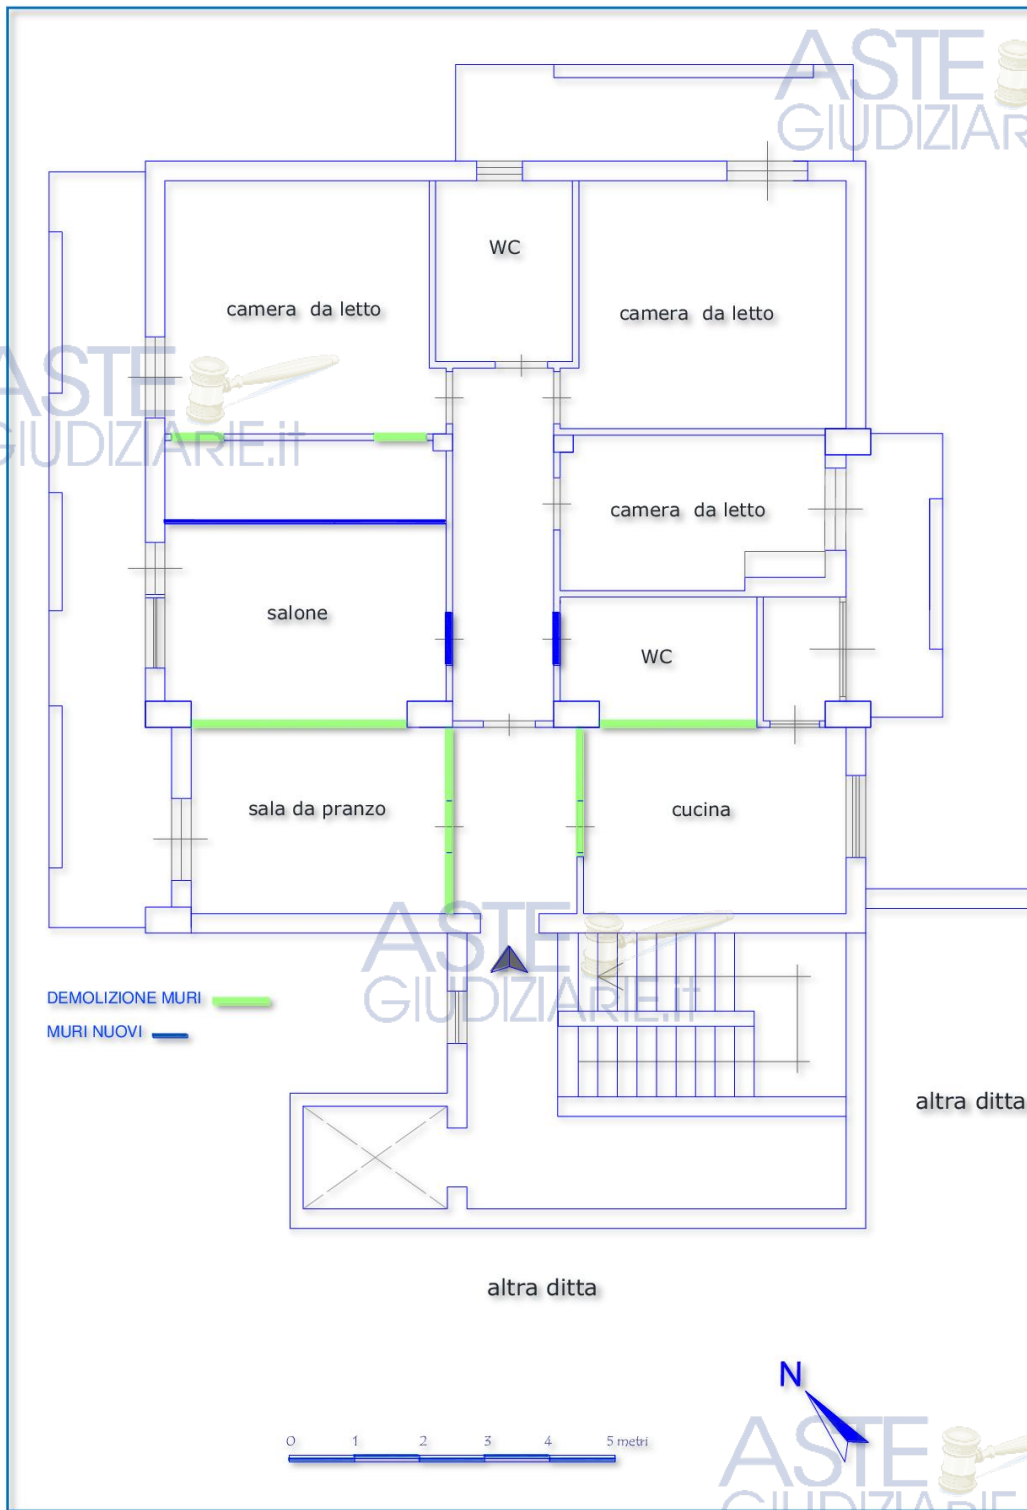 ASTE
GIUDIZIAR
WC
camera da letto
camera da letto
ASTE
GIUDIZIARIE.it
camera da letto
salone
WC
sala da pranzo
cucina
ASTE
GIUDIZIARIE.it
DEMOLIZIONE MURI
MURI NUOVI
altra ditta
altra ditta
N
0 1 2 3 4 5 metri
ASTE
GIUDIZIARIE